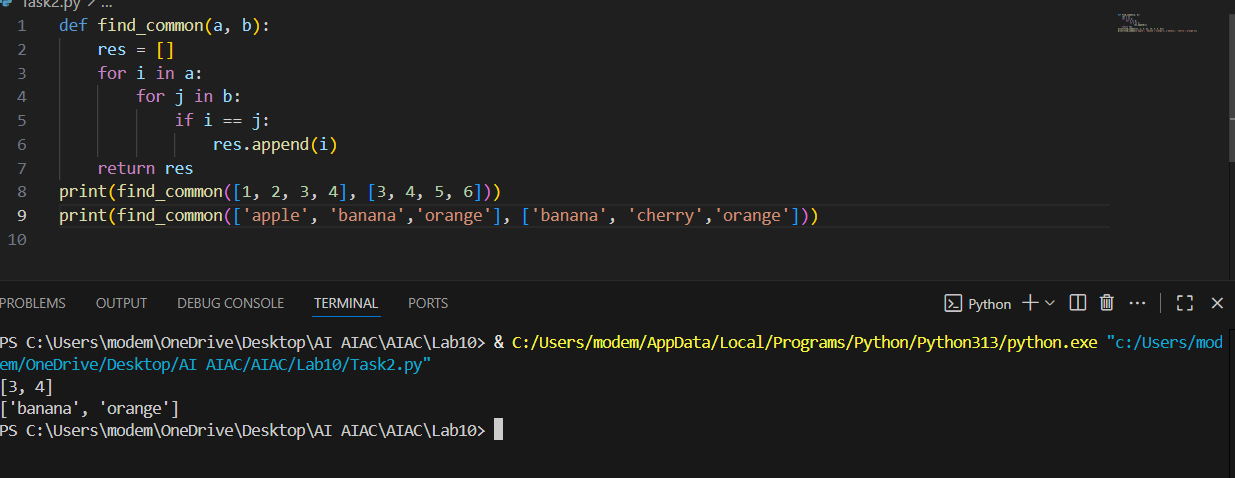 Task2.py > ...
1 def find_common(a, b):
2     res = []
3     for i in a:
4         for j in b:
5             if i == j:
6                 res.append(i)
7     return res
8 print(find_common([1, 2, 3, 4], [3, 4, 5, 6]))
9 print(find_common(['apple', 'banana','orange'], ['banana', 'cherry','orange']))
10
PROBLEMS OUTPUT DEBUG CONSOLE TERMINAL PORTS Python
PS C:\Users\modem\OneDrive\Desktop\AI AIAC\AIAC\Lab10> & C:/Users/modem/AppData/Local/Programs/Python/Python313/python.exe "c:/Users/mod
em/OneDrive/Desktop/AI AIAC/AIAC/Lab10/Task2.py"
[3, 4]
['banana', 'orange']
PS C:\Users\modem\OneDrive\Desktop\AI AIAC\AIAC\Lab10>